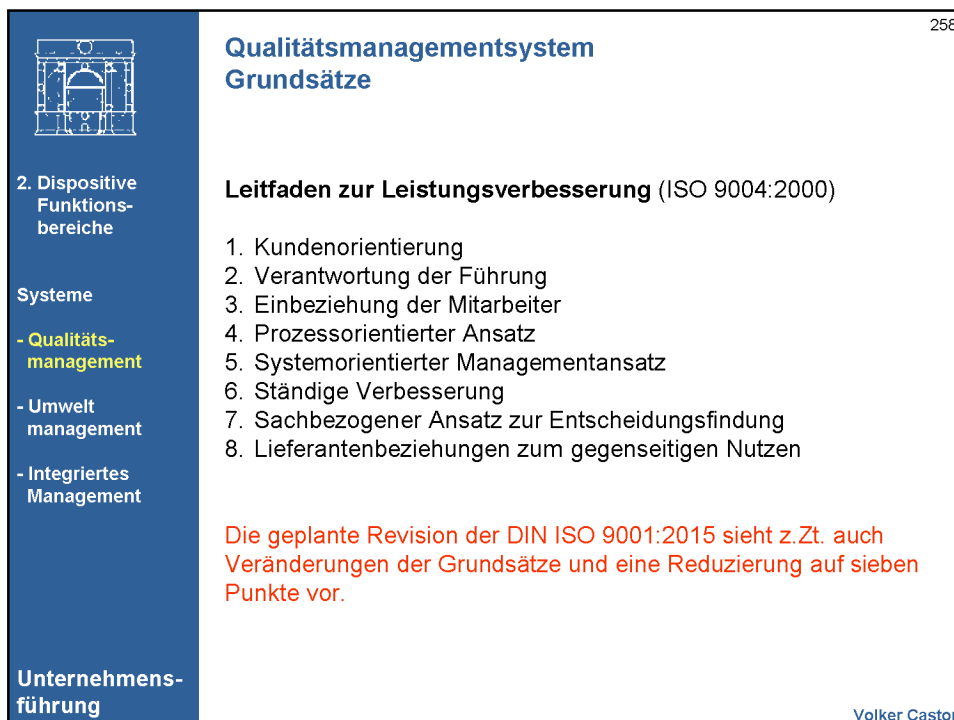 258
Qualitätsmanagementsystem
Grundsätze
2. Dispositive
Funktions-
bereiche
Systeme
- Qualitäts-
management
- Umwelt
management
- Integriertes
Management
Leitfaden zur Leistungsverbesserung (ISO 9004:2000)
1. Kundenorientierung
2. Verantwortung der Führung
3. Einbeziehung der Mitarbeiter
4. Prozessorientierter Ansatz
5. Systemorientierter Managementansatz
6. Ständige Verbesserung
7. Sachbezogener Ansatz zur Entscheidungsfindung
8. Lieferantenbeziehungen zum gegenseitigen Nutzen
Die geplante Revision der DIN ISO 9001:2015 sieht z.Zt. auch
Veränderungen der Grundsätze und eine Reduzierung auf sieben
Punkte vor.
Unternehmens-
führung
Volker Castor